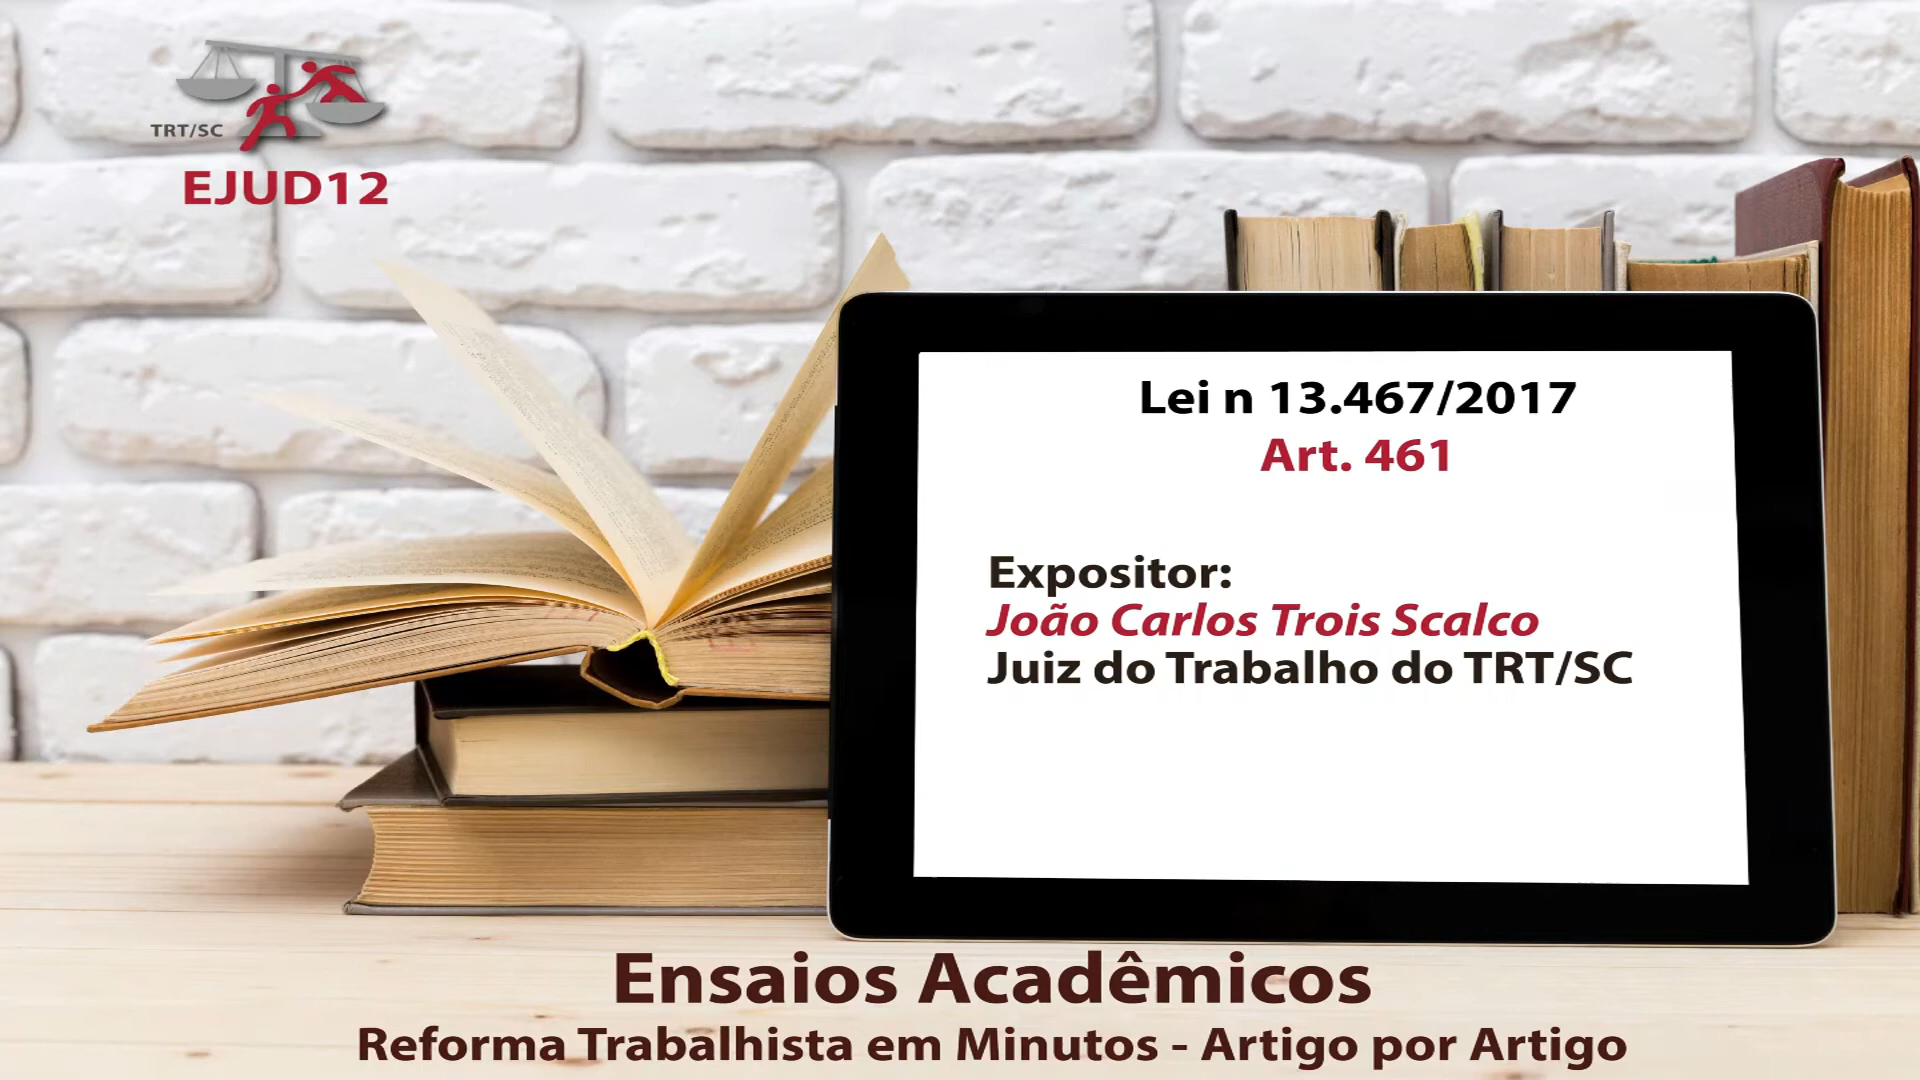 TRT/SC
EJUD12
Lei n 13.467/2017
Art. 461
Expositor:
João Carlos Trois Scalco
Juiz do Trabalho do TRT/SC
Ensaios Acadêmicos
Reforma Trabalhista em Minutos - Artigo por Artigo